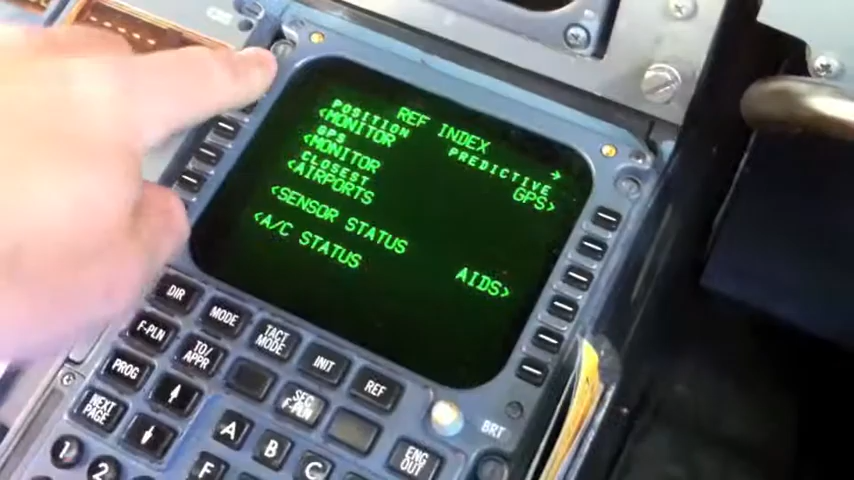 REF INDEX
→
POSITION
<MONITOR
PREDICTIVE
GPS
<MONITOR
GPS>
CLOSEST
<AIRPORTS
<SENSOR STATUS
<A/C STATUS
AIDS>
DIR
MODE
TACT MODE
INIT
REF
F-PLN
TO/APPR
SEC F-PLN
PROG
↑
NEXT PAGE
↓
A
B
C
F
ENG OUT
BRT
1
2